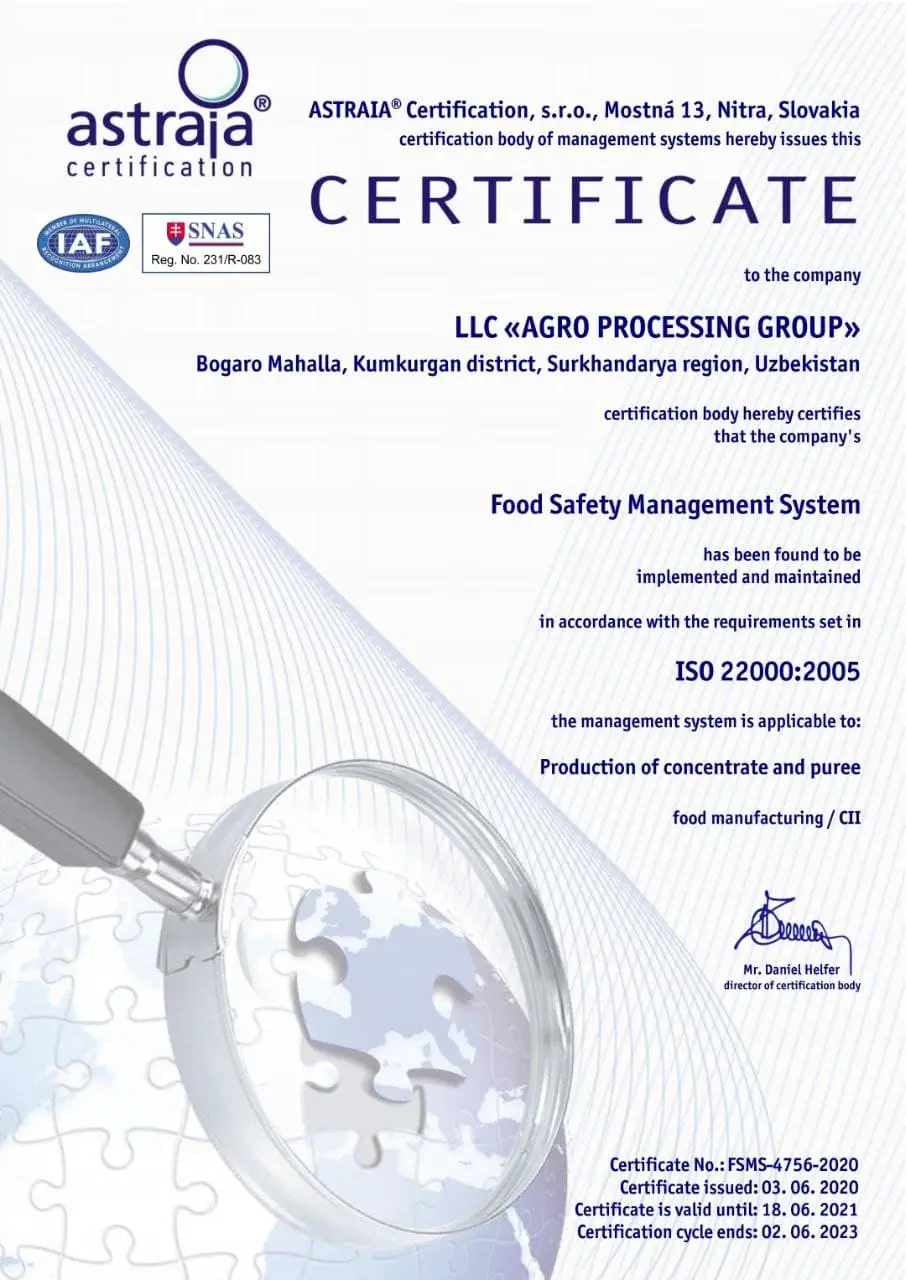 astraia®
certification
MEMBER OF MULTILATERAL
IAF
RECOGNITION ARRANGEMENT
SNAS
Reg. No. 231/R-083
ASTRAIA® Certification, s.r.o., Mostná 13, Nitra, Slovakia
certification body of management systems hereby issues this
CERTIFICATE
to the company
LLC «AGRO PROCESSING GROUP»
Bogaro Mahalla, Kumkurgan district, Surkhandarya region, Uzbekistan
certification body hereby certifies
that the company's
Food Safety Management System
has been found to be
implemented and maintained
in accordance with the requirements set in
ISO 22000:2005
the management system is applicable to:
Production of concentrate and puree
food manufacturing / CII
Mr. Daniel Helfer
director of certification body
Certificate No.: FSMS-4756-2020
Certificate issued: 03. 06. 2020
Certificate is valid until: 18. 06. 2021
Certification cycle ends: 02. 06. 2023